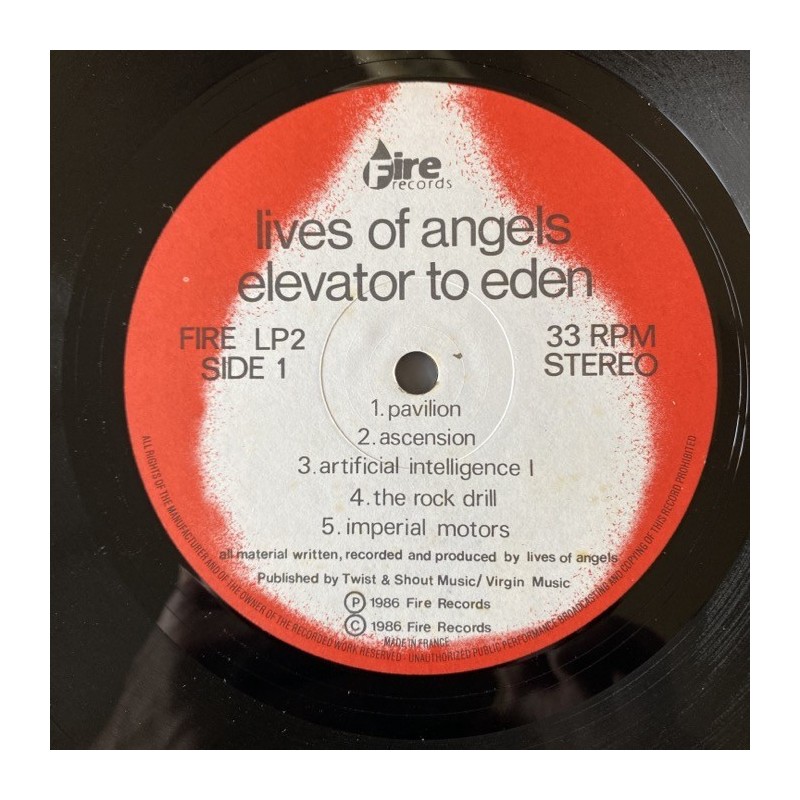 Fire
records
lives of angels
elevator to eden
FIRE LP2
SIDE 1
33 RPM
STEREO
1. pavilion
2. ascension
3. artificial intelligence I
4. the rock drill
5. imperial motors
all material written, recorded and produced by lives of angels
Published by Twist & Shout Music/ Virgin Music
Ⓟ 1986 Fire Records
Ⓒ 1986 Fire Records
MADE IN FRANCE
ALL RIGHTS OF THE MANUFACTURER AND OF THE OWNER OF THE RECORDED WORK RESERVED · UNAUTHORIZED PUBLIC PERFORMANCE BROADCASTING AND COPYING OF THIS RECORD PROHIBITED